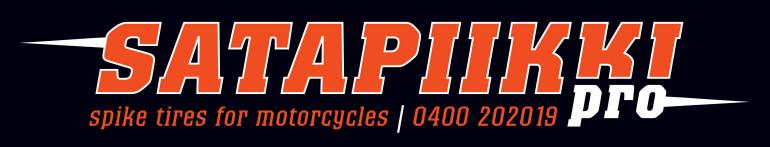 SATAPIIKKI
pro
spike tires for motorcycles | 0400 202019